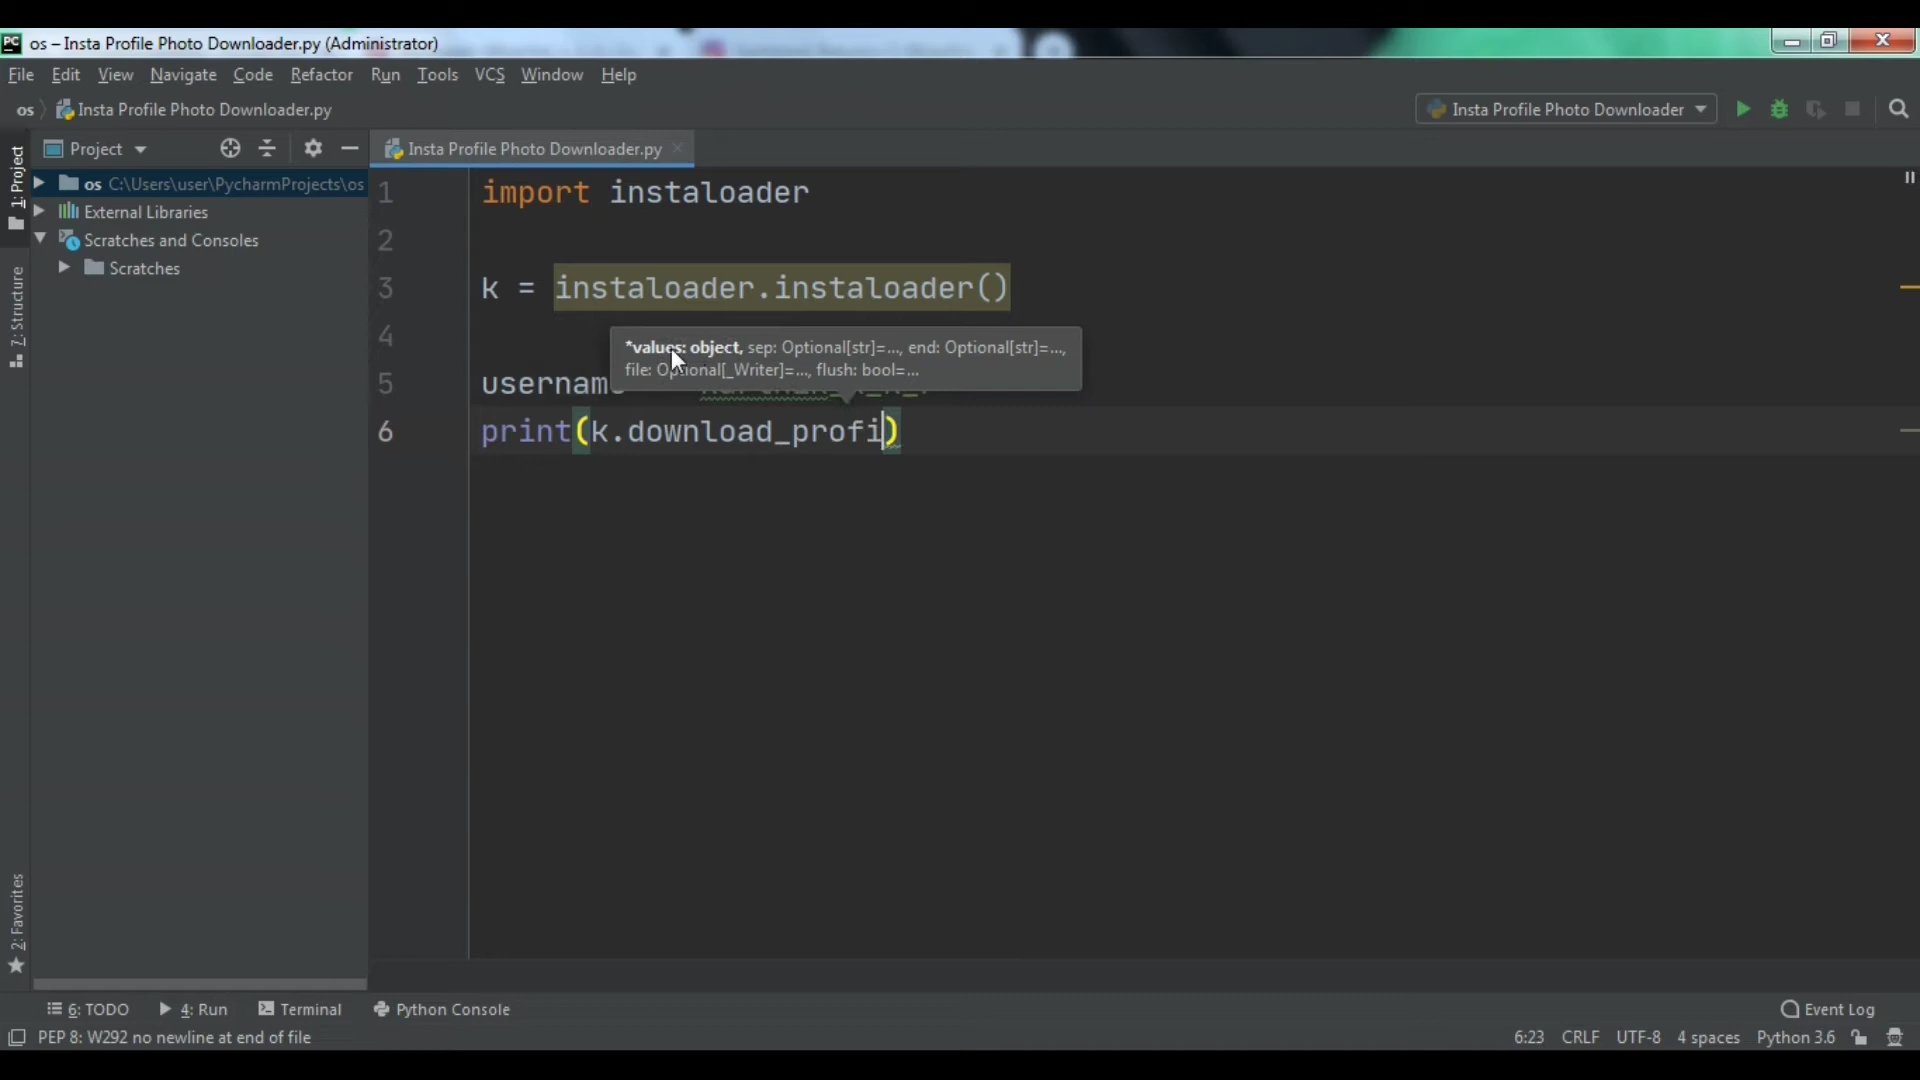 PC os – Insta Profile Photo Downloader.py (Administrator)
File Edit View Navigate Code Refactor Run Tools VCS Window Help
os Insta Profile Photo Downloader.py
Insta Profile Photo Downloader
Project
Insta Profile Photo Downloader.py
1: Project
os C:\Users\user\PycharmProjects\os
External Libraries
Scratches and Consoles
Scratches
7: Structure
2: Favorites
1 import instaloader
2
3 k = instaloader.instaloader()
4
*values: object, sep: Optional[str]=..., end: Optional[str]=...,
file: Optional[_Writer]=..., flush: bool=...
5 username
6 print(k.download_profi)
6: TODO 4: Run Terminal Python Console Event Log
PEP 8: W292 no newline at end of file 6:23 CRLF UTF-8 4 spaces Python 3.6